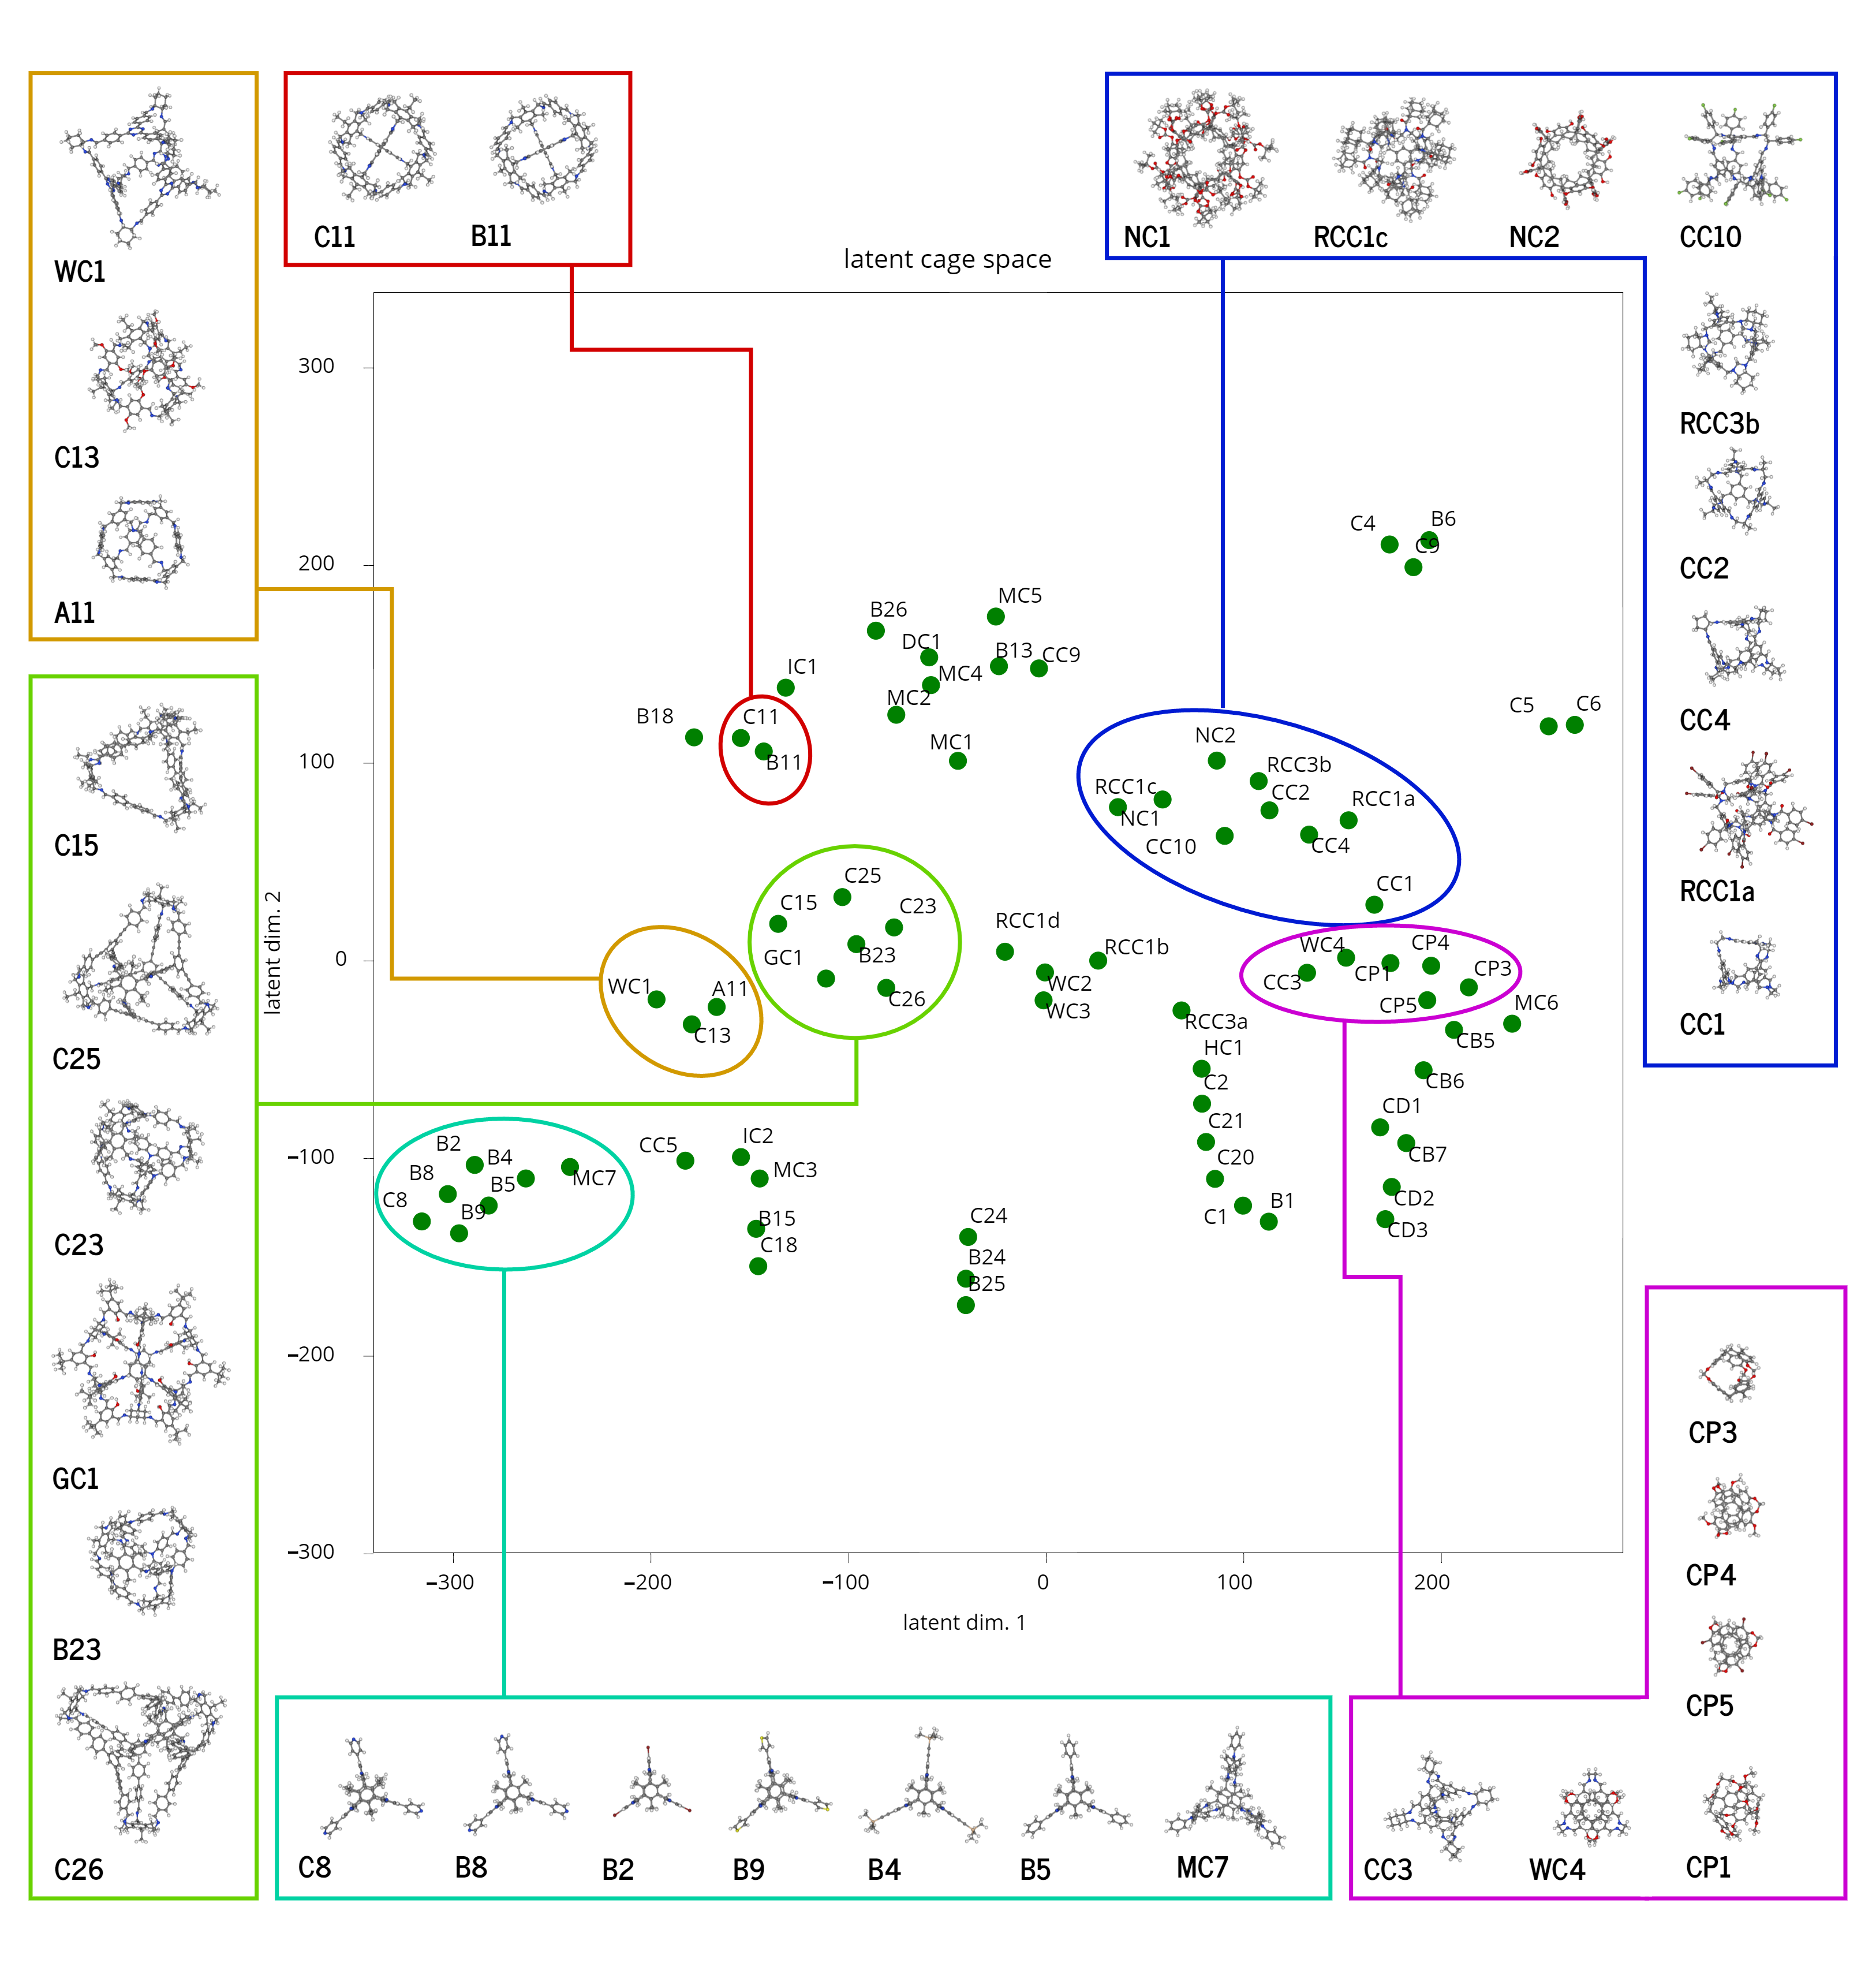 WC1
C13
A11
C11 B11
NC1 RCC1c NC2 CC10
RCC3b
CC2
CC4
RCC1a
CC1
C15
C25
C23
GC1
B23
C26
latent cage space
300
200
100
0
−100
−200
−300
latent dim. 2
C4
B6
C9
B26
MC5
DC1
B13
CC9
MC4
IC1
MC2
C5
C6
B18
C11
B11
MC1
NC2
RCC3b
RCC1c
CC2
RCC1a
NC1
CC10
CC4
C25
CC1
C15
C23
RCC1d
GC1
B23
RCC1b
WC4
CP4
WC1
A11
C26
WC2
CC3
CP1
CP3
C13
WC3
CP5
MC6
RCC3a
CB5
HC1
C2
CB6
CD1
C21
B2
B4
CC5
IC2
CB7
B8
B5
MC7
MC3
C20
C8
B9
CD2
B15
C1
B1
CD3
C24
C18
B24
B25
−300
−200
−100
0
100
200
latent dim. 1
C8 B8 B2 B9 B4 B5 MC7
CP3
CP4
CP5
CC3 WC4 CP1